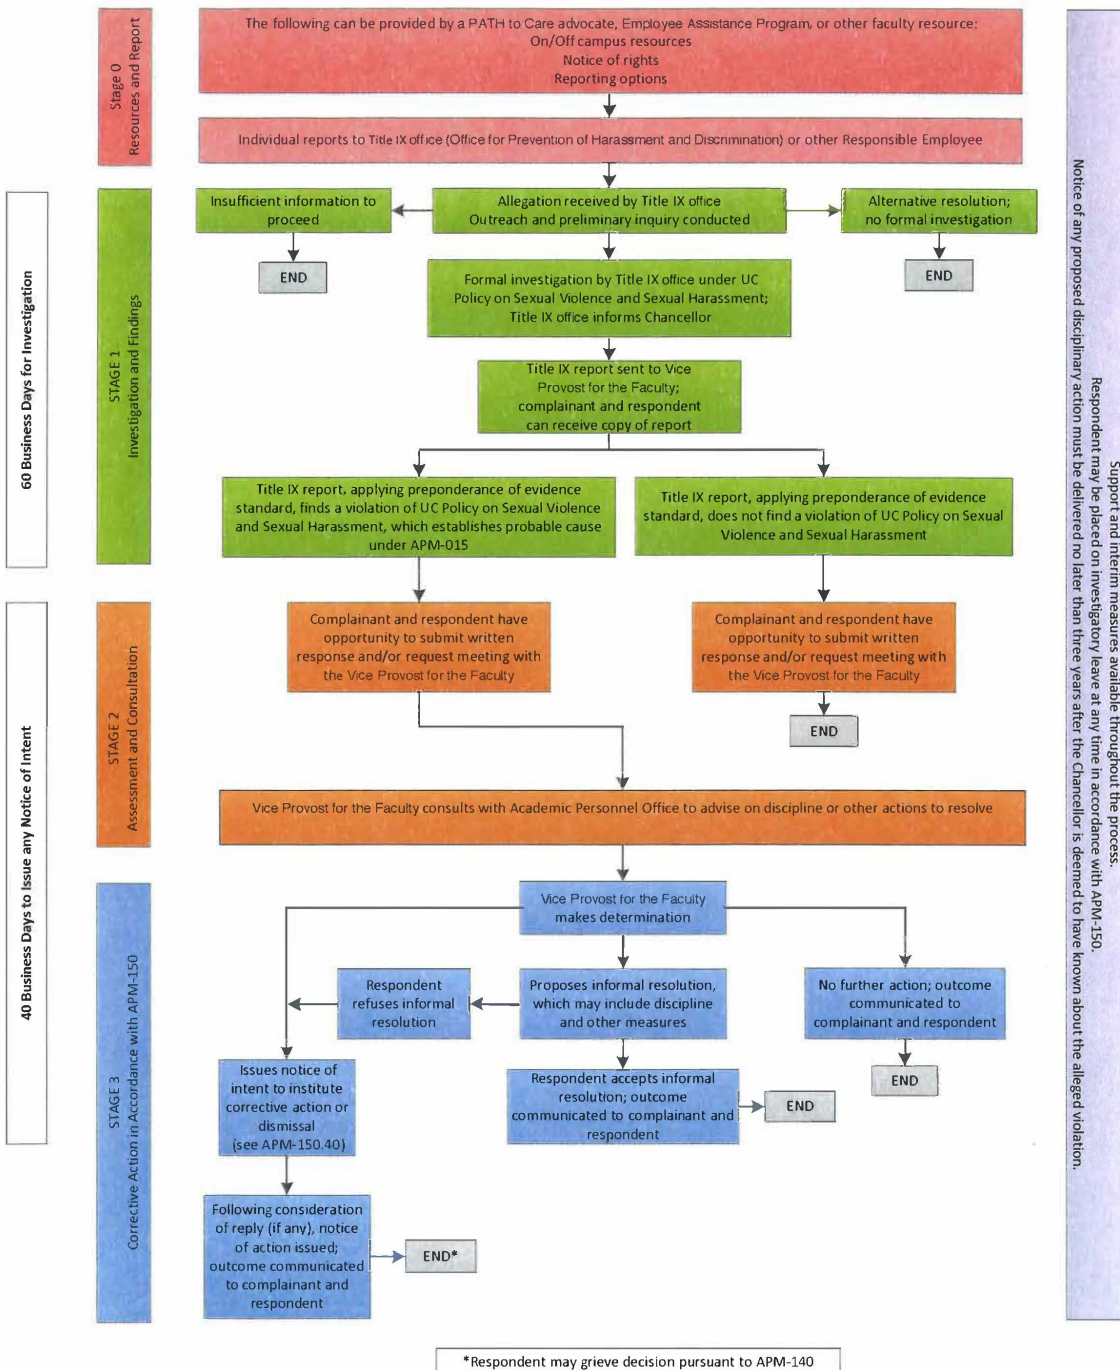 Stage 0
Resources and Report
The following can be provided by a PATH to Care advocate, Employee Assistance Program, or other faculty resource:
On/Off campus resources
Notice of rights
Reporting options
Individual reports to Title IX office (Office for Prevention of Harassment and Discrimination) or other Responsible Employee
60 Business Days for Investigation
STAGE 1
Investigation and Findings
Insufficient information to
proceed
END
Allegation received by Title IX office
Outreach and preliminary inquiry conducted
Alternative resolution;
no formal investigation
END
Formal investigation by Title IX office under UC
Policy on Sexual Violence and Sexual Harassment;
Title IX office informs Chancellor
Title IX report sent to Vice
Provost for the Faculty;
complainant and respondent
can receive copy of report
Title IX report, applying preponderance of evidence
standard, finds a violation of UC Policy on Sexual Violence
and Sexual Harassment, which establishes probable cause
under APM-015
Title IX report, applying preponderance of evidence
standard, does not find a violation of UC Policy on Sexual
Violence and Sexual Harassment
40 Business Days to Issue any Notice of Intent
STAGE 2
Assessment and Consultation
Complainant and respondent have
opportunity to submit written
response and/or request meeting with
the Vice Provost for the Faculty
Complainant and respondent have
opportunity to submit written
response and/or request meeting with
the Vice Provost for the Faculty
END
Vice Provost for the Faculty consults with Academic Personnel Office to advise on discipline or other actions to resolve
STAGE 3
Corrective Action in Accordance with APM-150
Vice Provost for the Faculty
makes determination
Respondent
refuses informal
resolution
Proposes informal resolution,
which may include discipline
and other measures
No further action; outcome
communicated to
complainant and respondent
END
Issues notice of
intent to institute
corrective action or
dismissal
(see APM-150.40)
Respondent accepts informal
resolution; outcome
communicated to complainant and
respondent
END
Following consideration
of reply (if any), notice
of action issued;
outcome communicated
to complainant and
respondent
END*
Support and interim measures available throughout the process.
Respondent may be placed on investigatory leave at any time in accordance with APM-150.
Notice of any proposed disciplinary action must be delivered no later than three years after the Chancellor is deemed to have known about the alleged violation.
*Respondent may grieve decision pursuant to APM-140